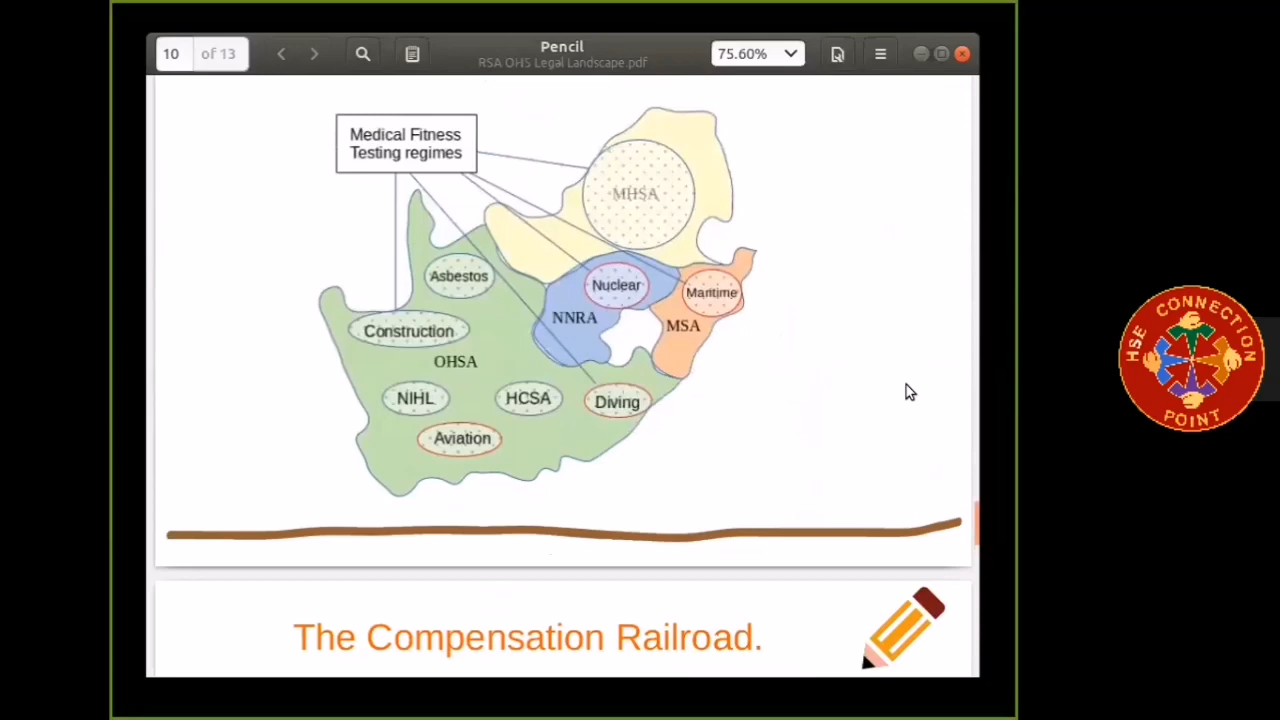 10
of 13
Pencil
RSA OHS Legal Landscape.pdf
75.60%
Medical Fitness
Testing regimes
MHSA
Asbestos
Nuclear
Maritime
NNRA
MSA
Construction
OHSA
NIHL
HCSA
Diving
Aviation
The Compensation Railroad.
HSE CONNECTION
POINT